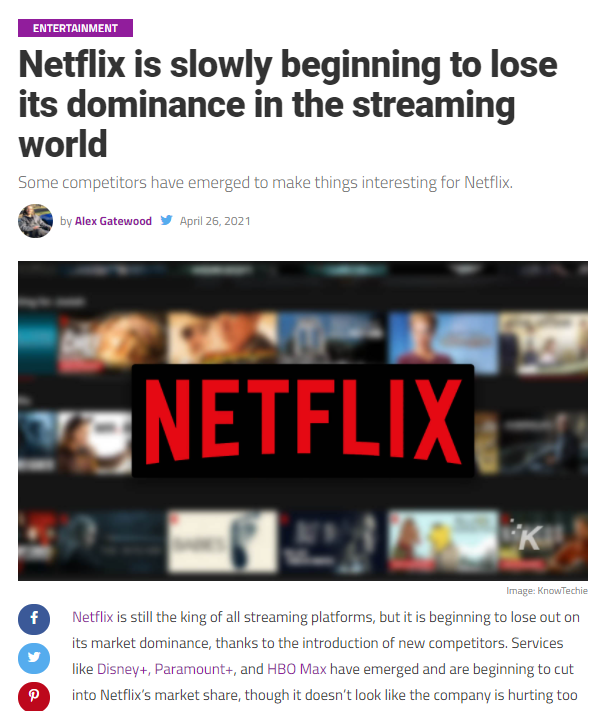 ENTERTAINMENT
Netflix is slowly beginning to lose
its dominance in the streaming
world
Some competitors have emerged to make things interesting for Netflix.
by Alex Gatewood April 26, 2021
NETFLIX
K
Image: KnowTechie
Netflix is still the king of all streaming platforms, but it is beginning to lose out on
its market dominance, thanks to the introduction of new competitors. Services
like Disney+, Paramount+, and HBO Max have emerged and are beginning to cut
into Netflix's market share, though it doesn't look like the company is hurting too